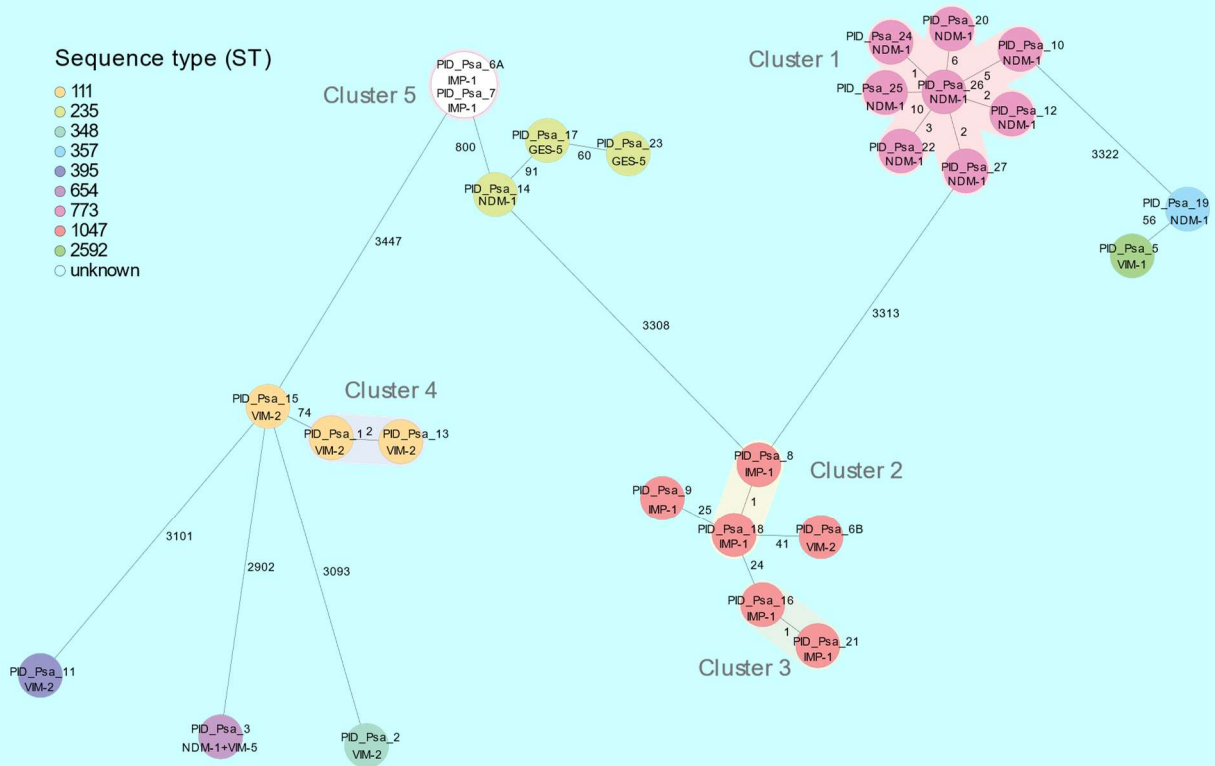 Sequence type (ST)
111
235
348
357
395
654
773
1047
2592
unknown
Cluster 5
PID_Psa_6A
IMP-1
PID_Psa_7
IMP-1
800
PID_Psa_17
GES-5
60
PID_Psa_23
GES-5
91
PID_Psa_14
NDM-1
3447
3308
Cluster 1
PID_Psa_20
NDM-1
PID_Psa_24
NDM-1
PID_Psa_10
NDM-1
6
1
5
PID_Psa_25
NDM-1
PID_Psa_26
NDM-1
2
PID_Psa_12
NDM-1
10
3
2
PID_Psa_22
NDM-1
PID_Psa_27
NDM-1
3322
PID_Psa_19
NDM-1
56
PID_Psa_5
VIM-1
3313
Cluster 4
PID_Psa_15
VIM-2
74
PID_Psa_1
VIM-2
2
PID_Psa_13
VIM-2
Cluster 2
PID_Psa_8
IMP-1
1
PID_Psa_9
IMP-1
25
PID_Psa_18
IMP-1
41
PID_Psa_6B
VIM-2
24
PID_Psa_16
IMP-1
1
PID_Psa_21
IMP-1
Cluster 3
3101
2902
3093
PID_Psa_11
VIM-2
PID_Psa_3
NDM-1+VIM-5
PID_Psa_2
VIM-2